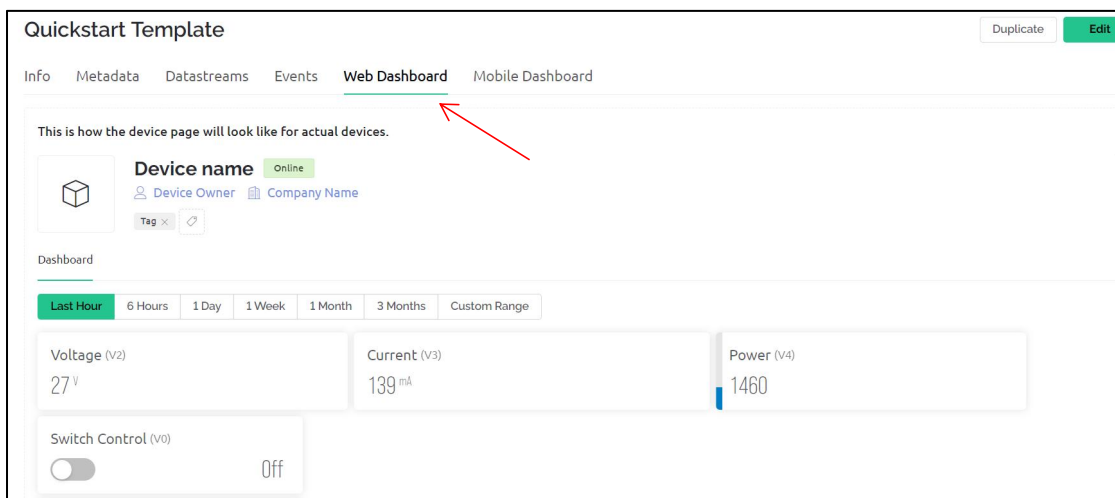 Quickstart Template
Duplicate
Edit
Info Metadata Datastreams Events Web Dashboard Mobile Dashboard
This is how the device page will look like for actual devices.
Device name Online
Device Owner Company Name
Tag ×
Dashboard
Last Hour 6 Hours 1 Day 1 Week 1 Month 3 Months Custom Range
Voltage (V2) Current (V3) Power (V4)
27 V 139 mA 1460
Switch Control (V0)
Off